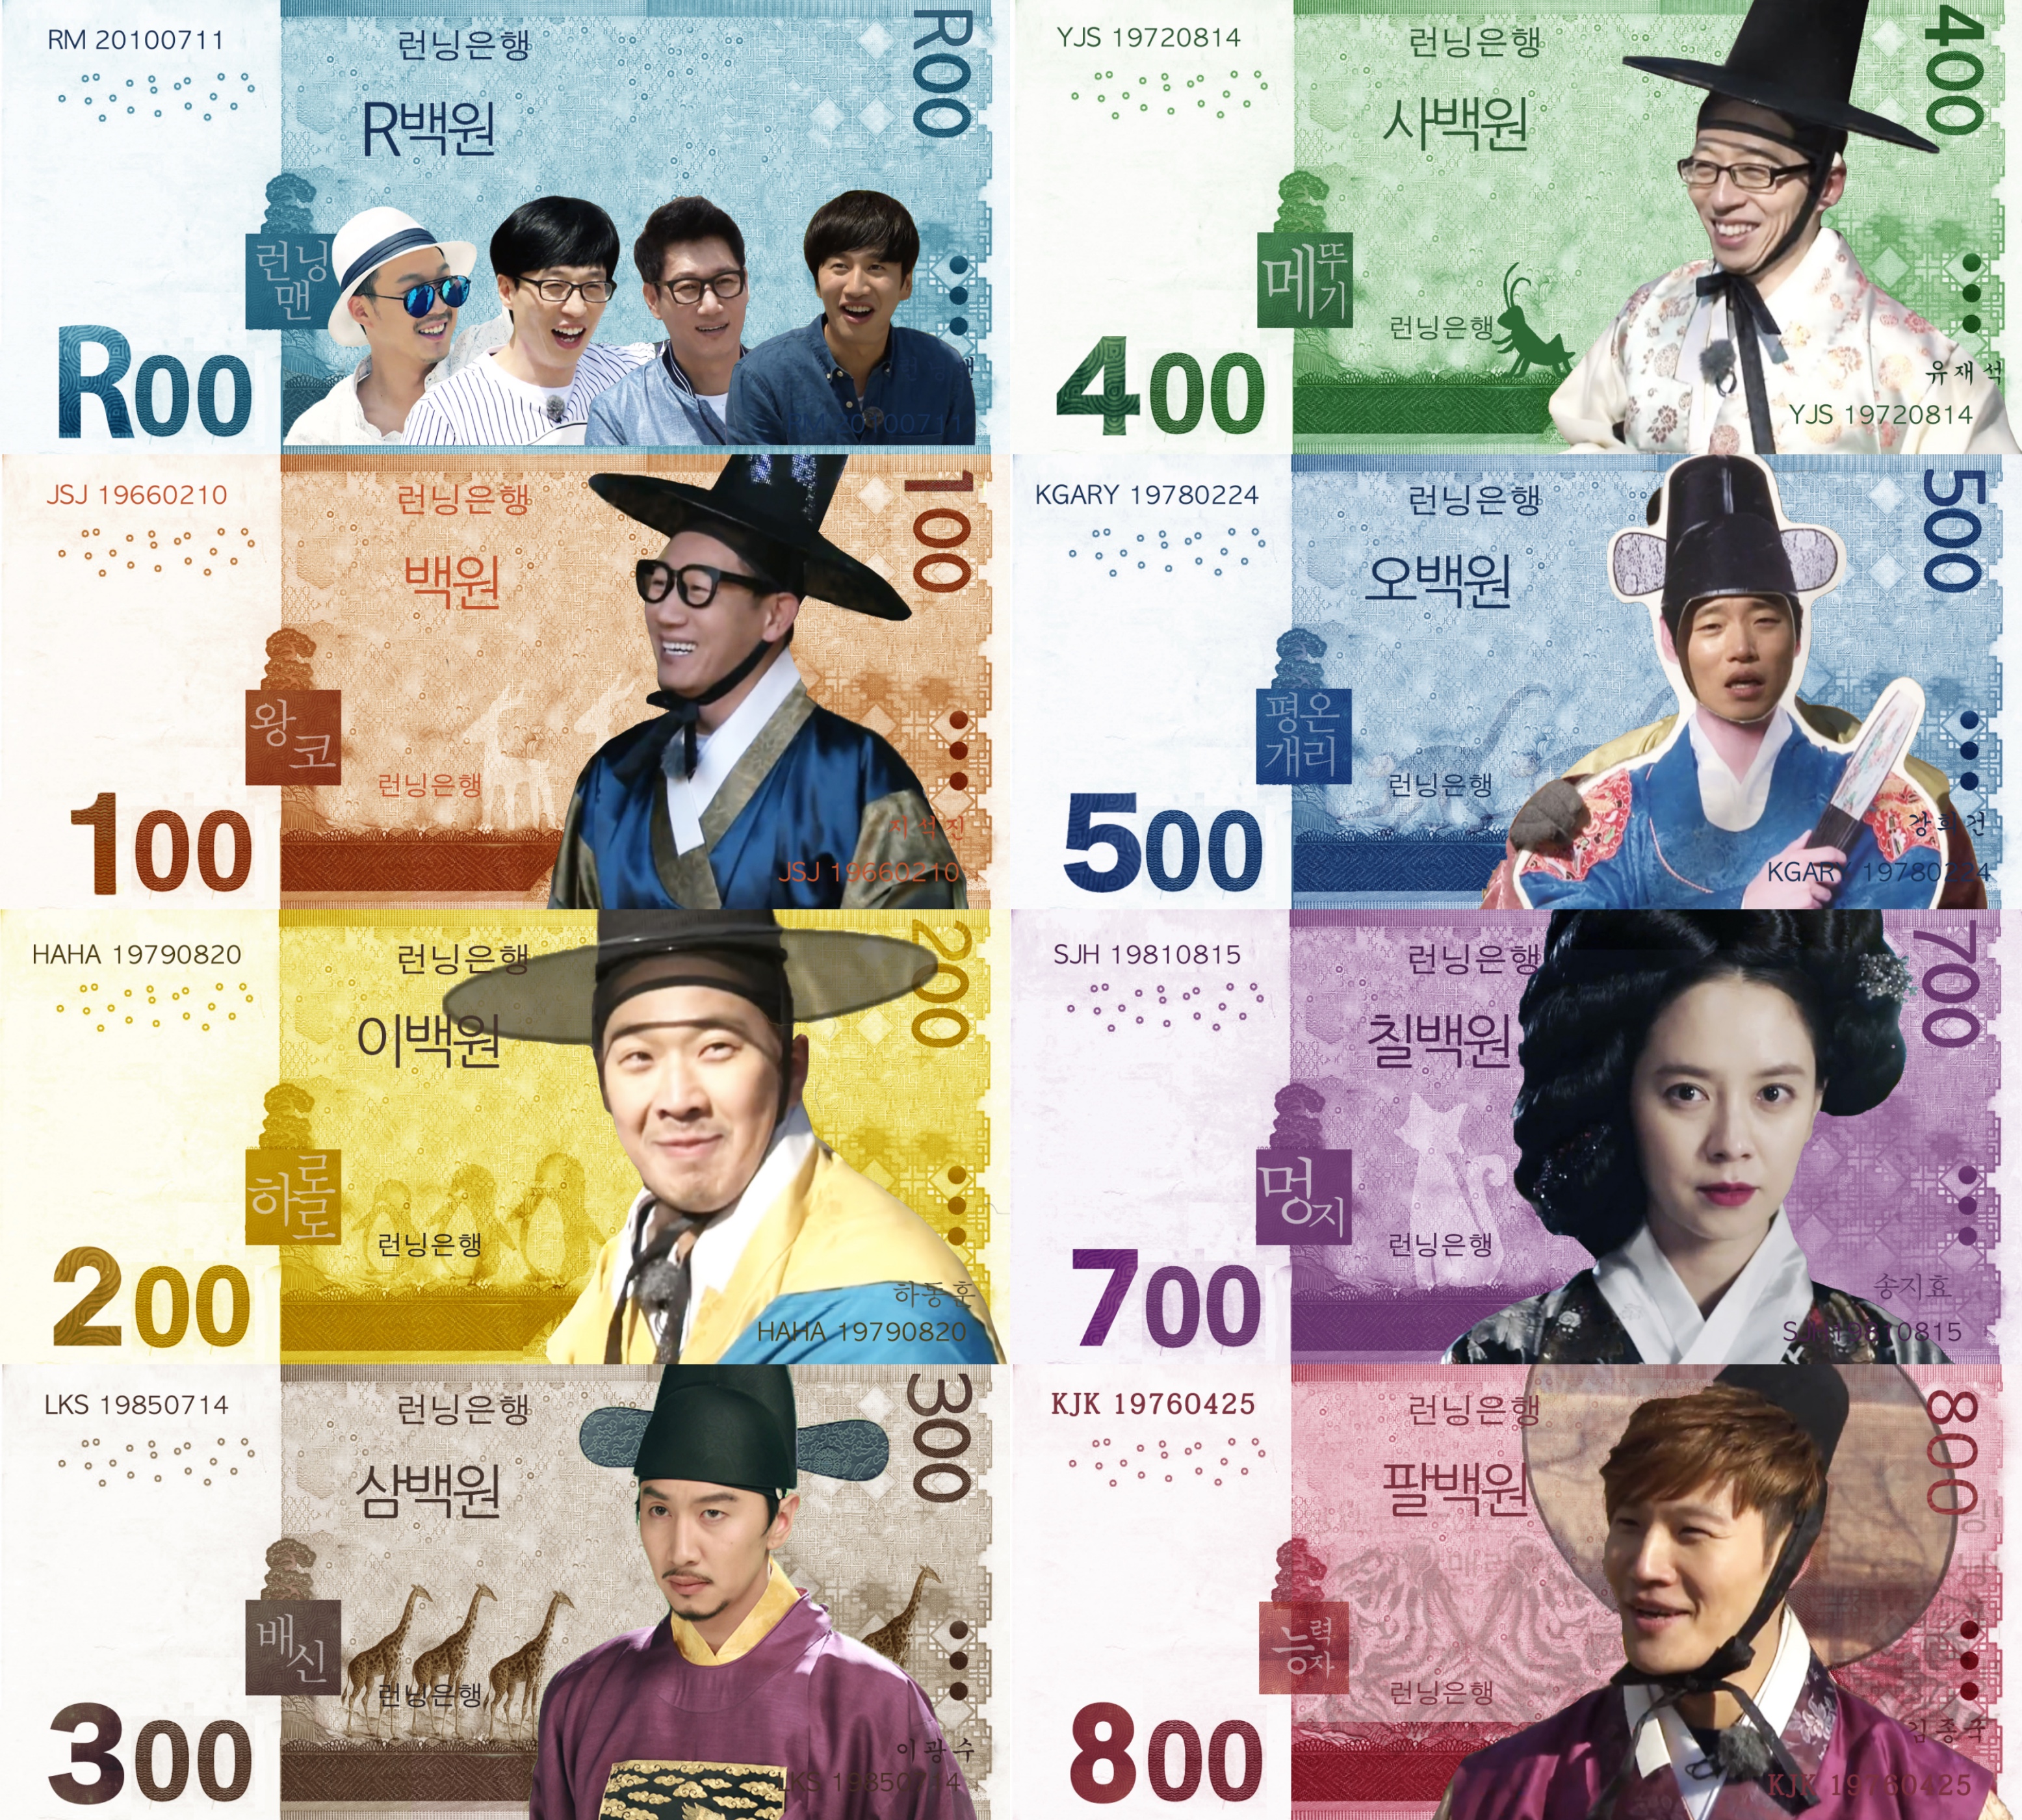 RM 20100711
런닝은행
R00
R백원
런닝
맨
R00
RM 20100711
YJS 19720814
런닝은행
400
사백원
메뚜기
런닝은행
400
유재석
YJS 19720814
JSJ 19660210
런닝은행
100
백원
왕코
런닝은행
100
지석진
JSJ 19660210
KGARY 19780224
런닝은행
500
오백원
평온
개리
런닝은행
500
강희건
KGARY 19780224
HAHA 19790820
런닝은행
200
이백원
하로로
런닝은행
200
하동훈
HAHA 19790820
SJH 19810815
런닝은행
700
칠백원
멍지
런닝은행
700
송지효
SJH 19810815
LKS 19850714
런닝은행
300
삼백원
배신
런닝은행
300
이광수
LKS 19850714
KJK 19760425
런닝은행
800
팔백원
능력자
런닝은행
800
김종국
KJK 19760425